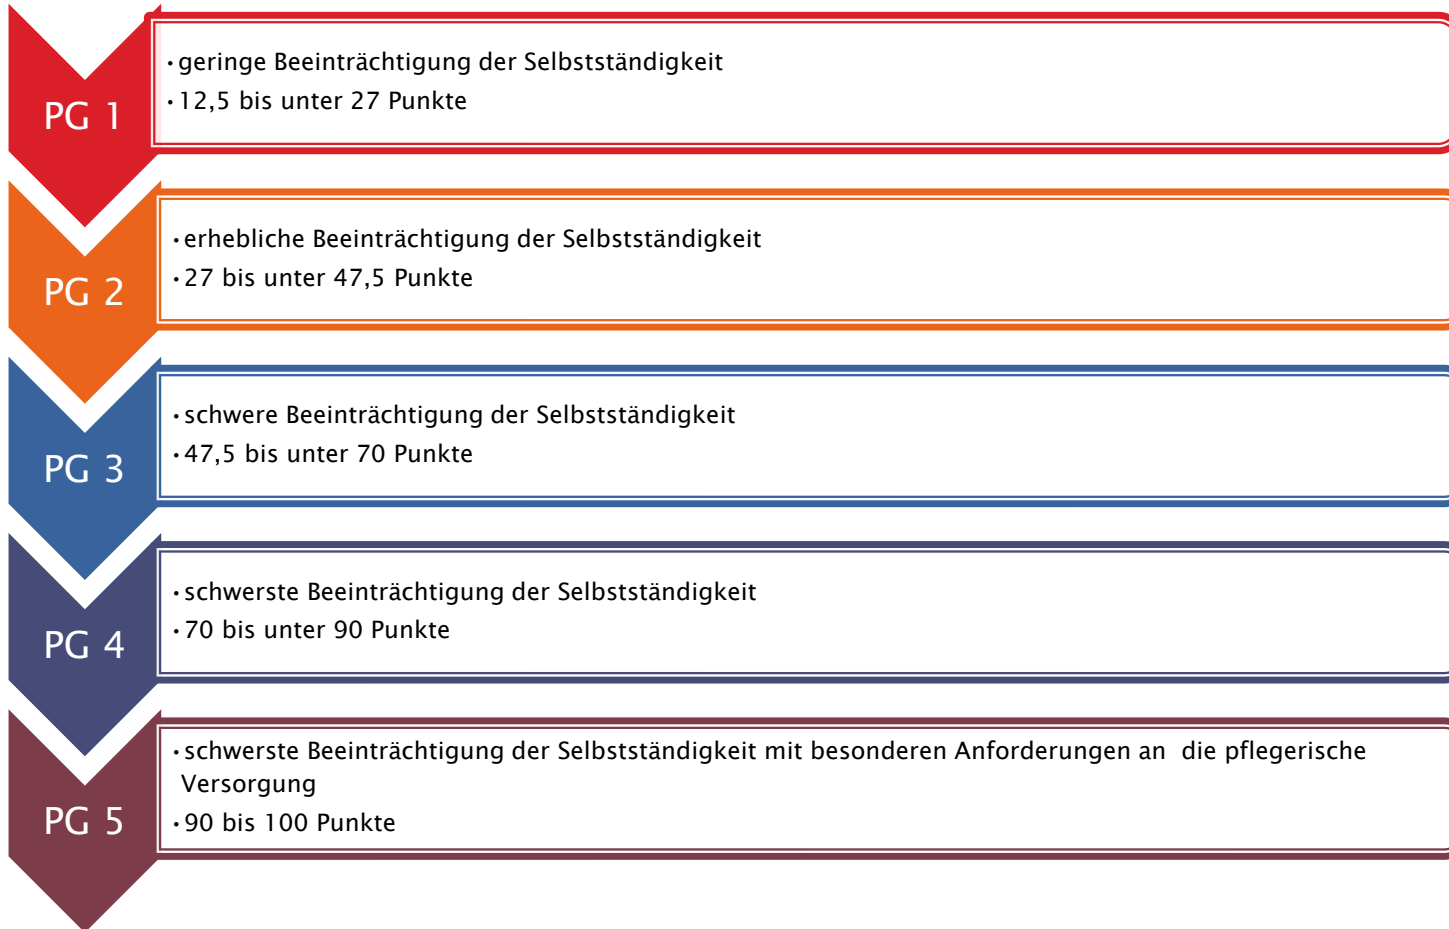 PG 1
·geringe Beeinträchtigung der Selbstständigkeit
·12,5 bis unter 27 Punkte
PG 2
·erhebliche Beeinträchtigung der Selbstständigkeit
·27 bis unter 47,5 Punkte
PG 3
·schwere Beeinträchtigung der Selbstständigkeit
·47,5 bis unter 70 Punkte
PG 4
·schwerste Beeinträchtigung der Selbstständigkeit
·70 bis unter 90 Punkte
PG 5
·schwerste Beeinträchtigung der Selbstständigkeit mit besonderen Anforderungen an  die pflegerische
Versorgung
·90 bis 100 Punkte